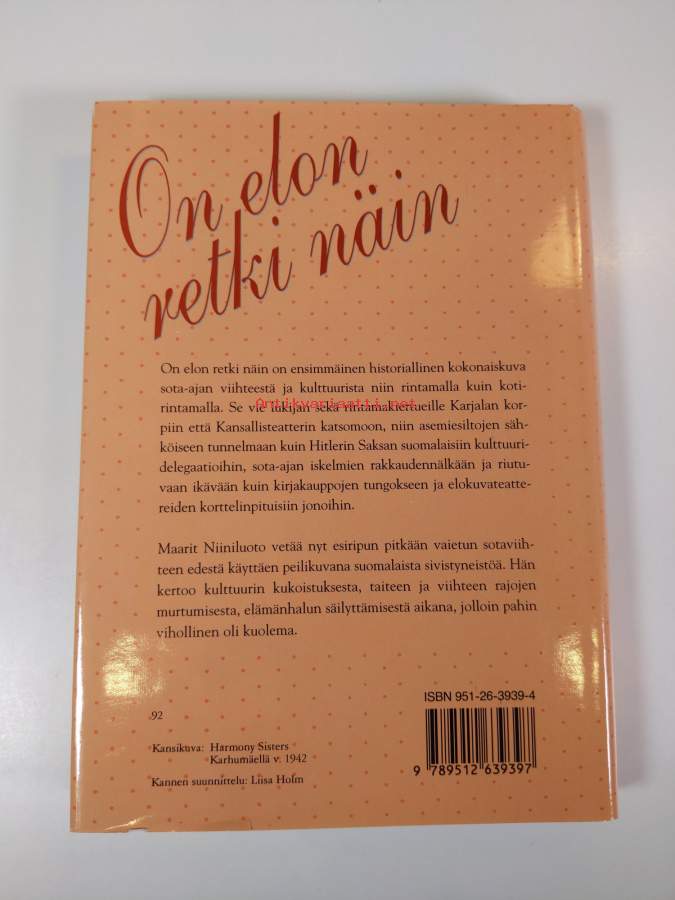 On elon
retki näin
On elon retki näin on ensimmäinen historiallinen kokonaiskuva
sota-ajan viihteestä ja kulttuurista niin rintamalla kuin koti-
rintamalla. Se vie lukijan sekä rintamakiertueille Karjalan kor-
Antikvariaatti.net
piin että Kansallisteatterin katsomoon, niin asemiesiltojen säh-
köiseen tunnelmaan kuin Hitlerin Saksan suomalaisiin kulttuuri-
delegaatioihin, sota-ajan iskelmien rakkaudennälkään ja riutu-
vaan ikävään kuin kirjakauppojen tungokseen ja elokuvateatte-
reiden korttelinpituisiin jonoihin.
Maarit Niiniluoto vetää nyt esiripun pitkään vaietun sotaviih-
teen edestä käyttäen peilikuvana suomalaista sivistyneistöä. Hän
kertoo kulttuurin kukoistuksesta, taiteen ja viihteen rajojen
murtumisesta, elämänhalun säilyttämisestä aikana, jolloin pahin
vihollinen oli kuolema.
92
Kansikuva: Harmony Sisters
Karhumäellä v. 1942
Kannen suunnittelu: Liisa Holm
ISBN 951-26-3939-4
9 789512 639397